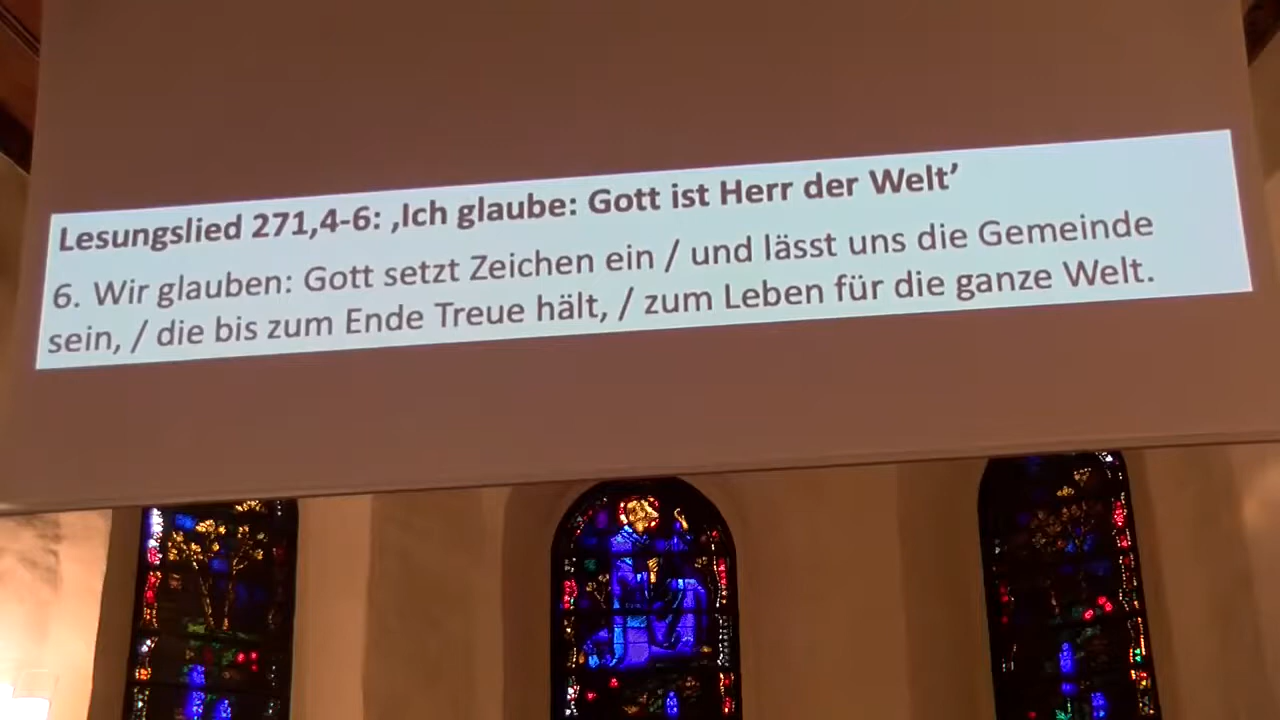 Lesungslied 271,4-6: ‚Ich glaube: Gott ist Herr der Welt’
6. Wir glauben: Gott setzt Zeichen ein / und lässt uns die Gemeinde
sein, / die bis zum Ende Treue hält, / zum Leben für die ganze Welt.